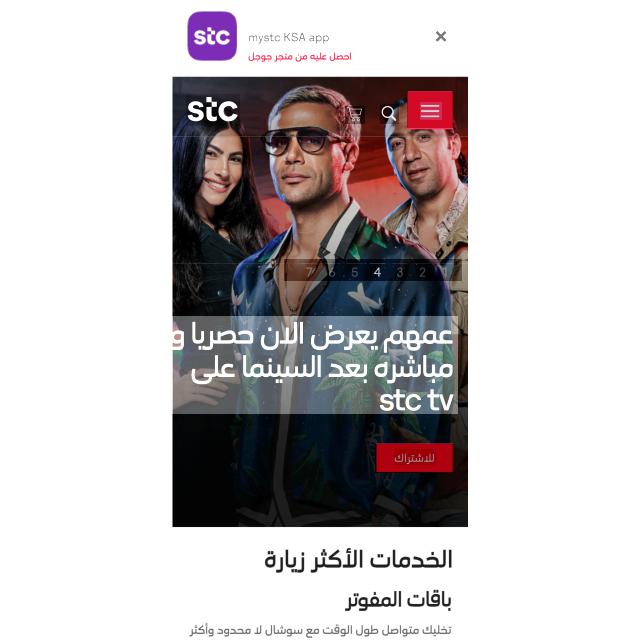 stc
mystc KSA app
احصل عليه من متجر جوجل
stc
7 6 5 4 3 2
عمهم يعرض الان حصريا و
مباشره بعد السينما على
stc tv
للاشتراك
الخدمات الأكثر زيارة
باقات المفوتر
تخليك متواصل طول الوقت مع سوشال لا محدود وأكثر